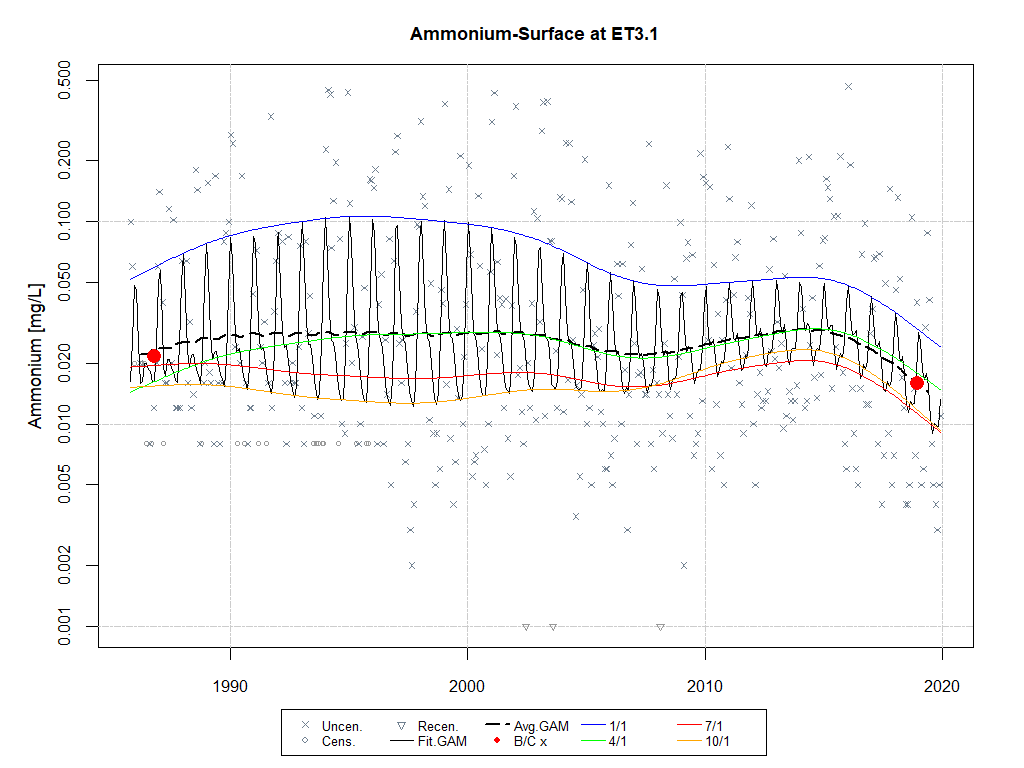 Ammonium-Surface at ET3.1
Ammonium [mg/L]
0.500
0.200
0.100
0.050
0.020
0.010
0.005
0.002
0.001
1990 2000 2010 2020
Uncen. Recen. Avg.GAM 1/1 7/1
Cens. Fit.GAM B/C x 4/1 10/1